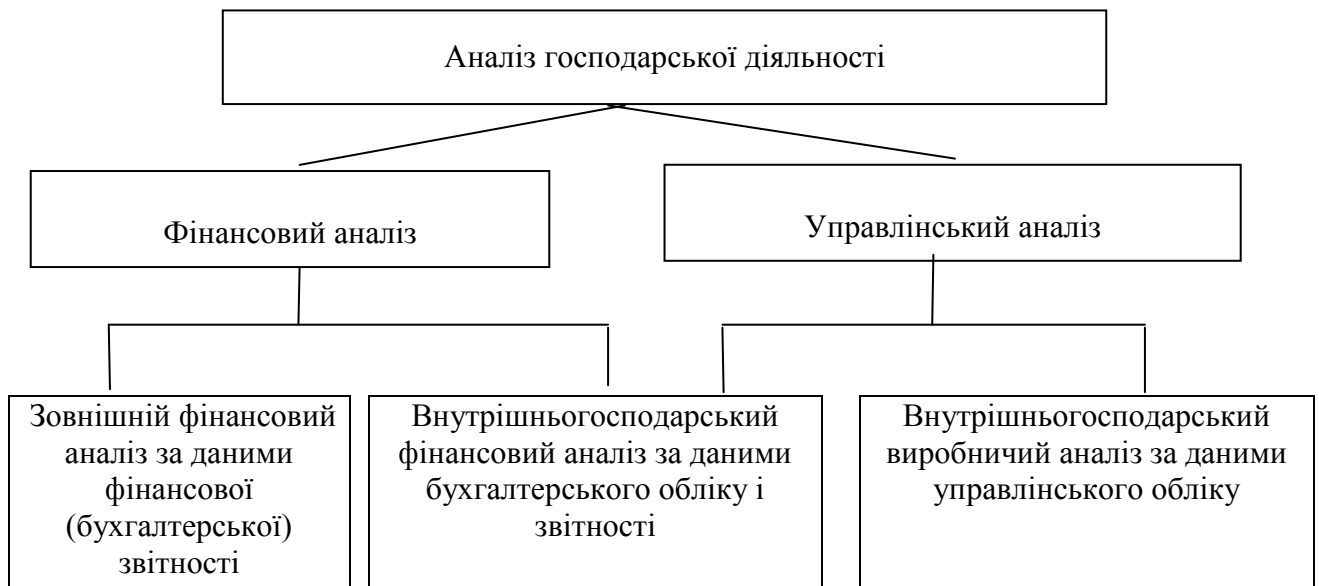 Аналіз господарської діяльності
Фінансовий аналіз
Управлінський аналіз
Зовнішній фінансовий
аналіз за даними
фінансової
(бухгалтерської)
звітності
Внутрішньогосподарський
фінансовий аналіз за даними
бухгалтерського обліку і
звітності
Внутрішньогосподарський
виробничий аналіз за даними
управлінського обліку